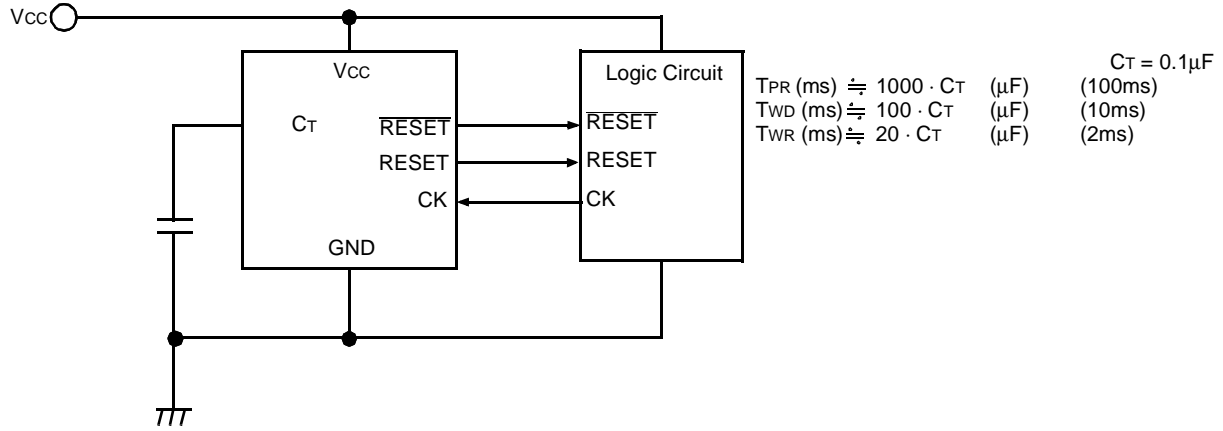 Vcc
Vcc
CT
RESET
RESET
CK
GND
Logic Circuit
RESET
RESET
CK
CT = 0.1μF
TPR (ms) ≒ 1000 · CT (μF) (100ms)
TWD (ms) ≒ 100 · CT (μF) (10ms)
TWR (ms) ≒ 20 · CT (μF) (2ms)